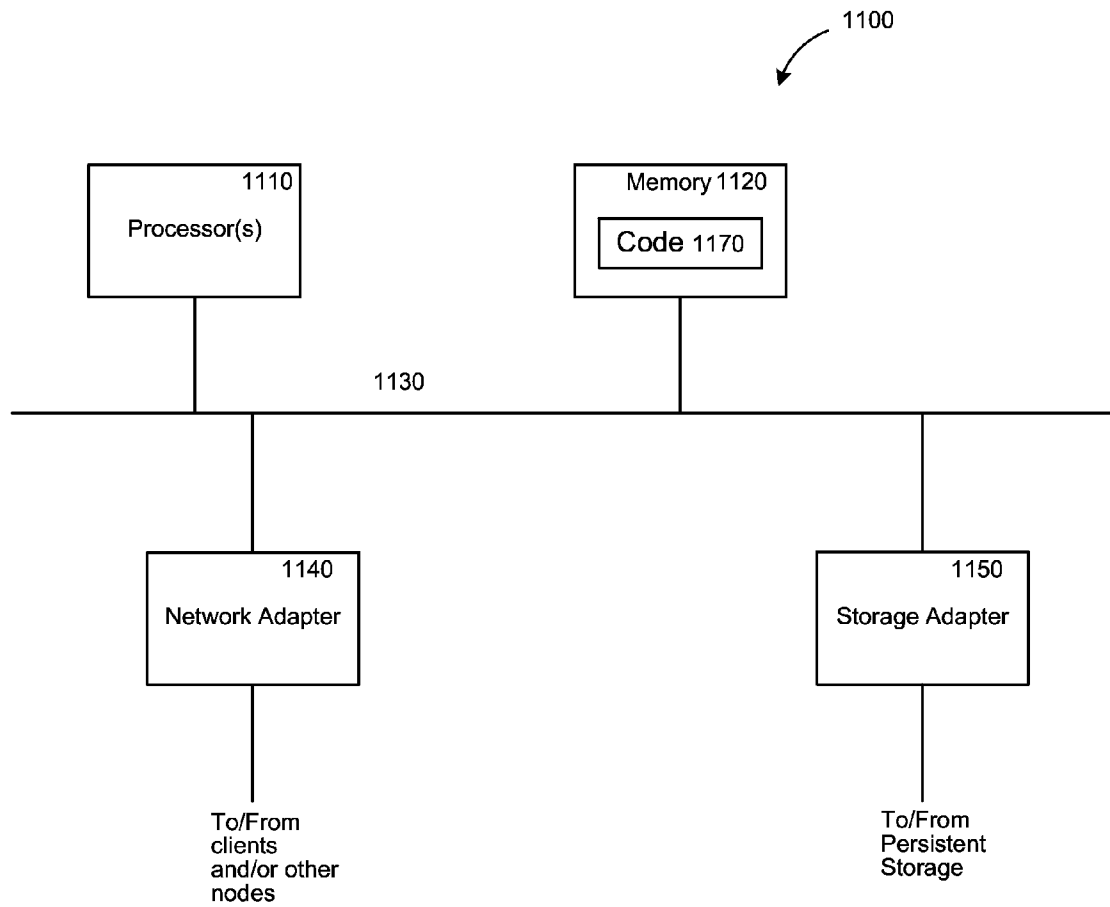 1100
1110
Processor(s)
Memory 1120
Code 1170
1130
1140
Network Adapter
1150
Storage Adapter
To/From
clients
and/or other
nodes
To/From
Persistent
Storage